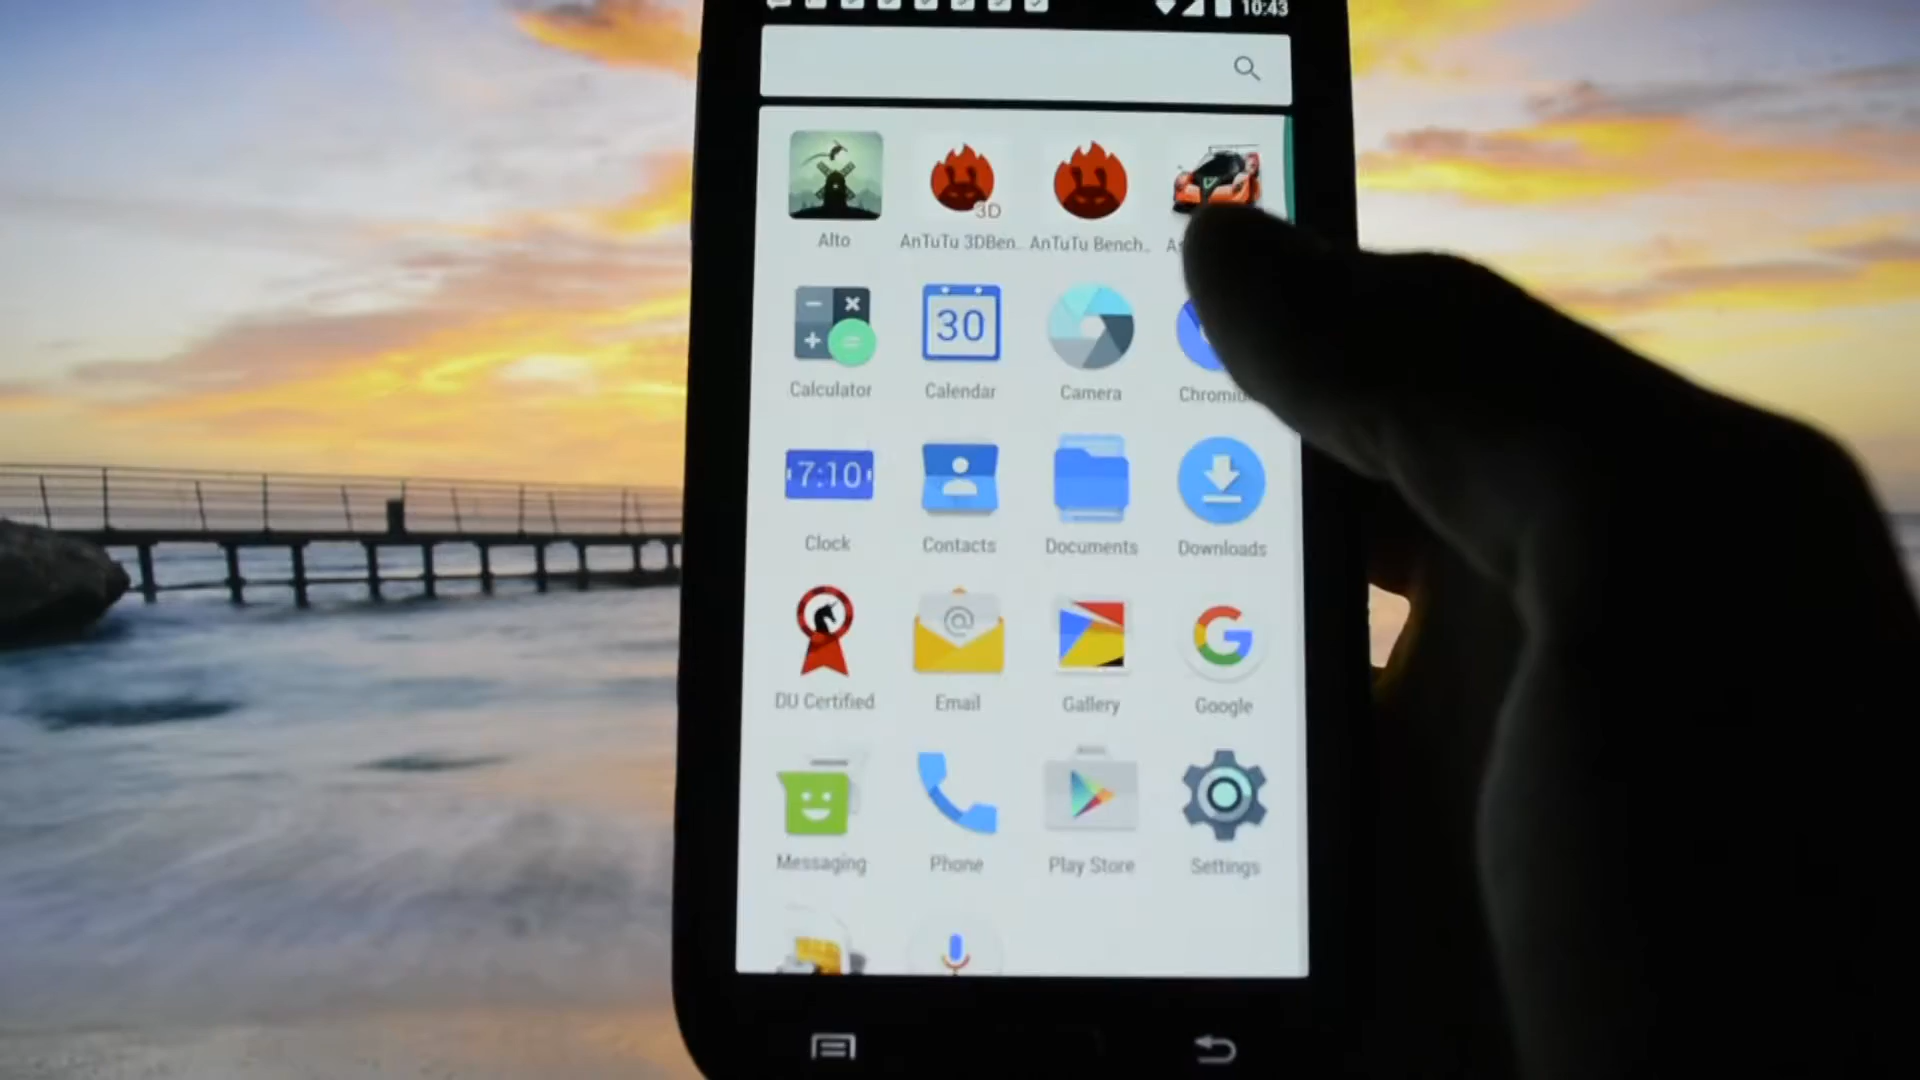 10:43
Alto
AnTuTu 3DBen..
AnTuTu Bench..
3D
Calculator
30
Calendar
Camera
7:10
Clock
Contacts
Documents
Downloads
DU Certified
@
Email
Gallery
G
Google
Messaging
Phone
Play Store
Settings